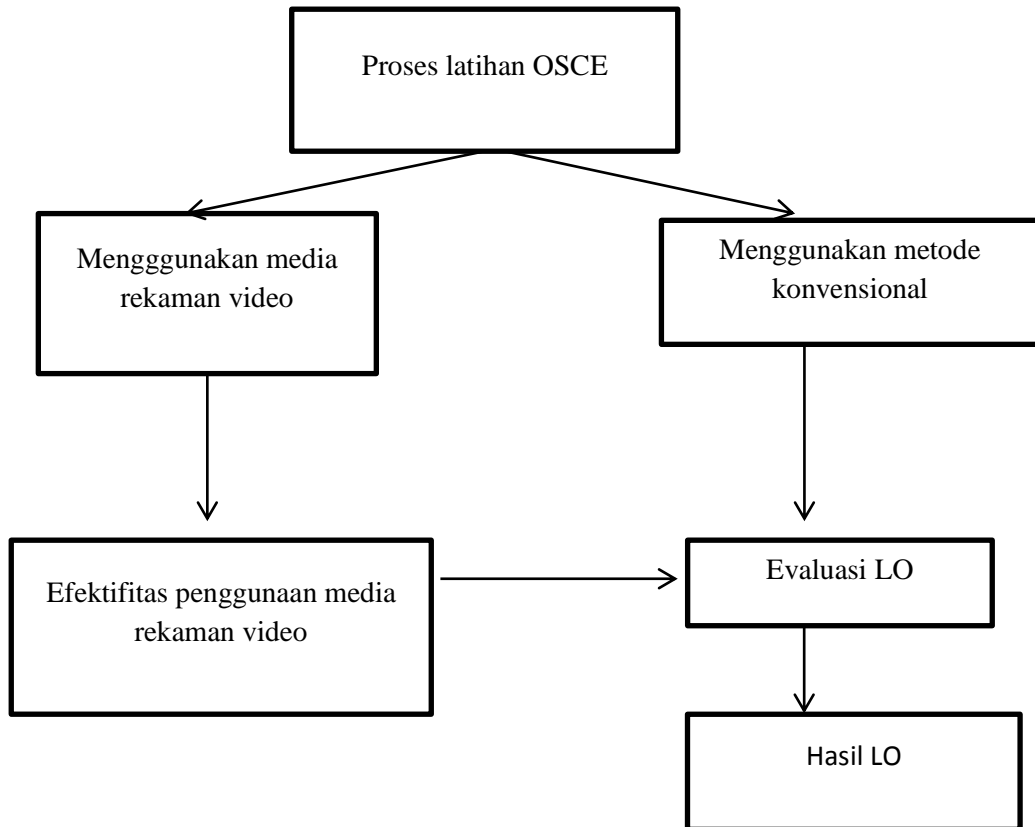 Proses latihan OSCE
Mengggunakan media
rekaman video
Menggunakan metode
konvensional
Efektifitas penggunaan media
rekaman video
Evaluasi LO
Hasil LO